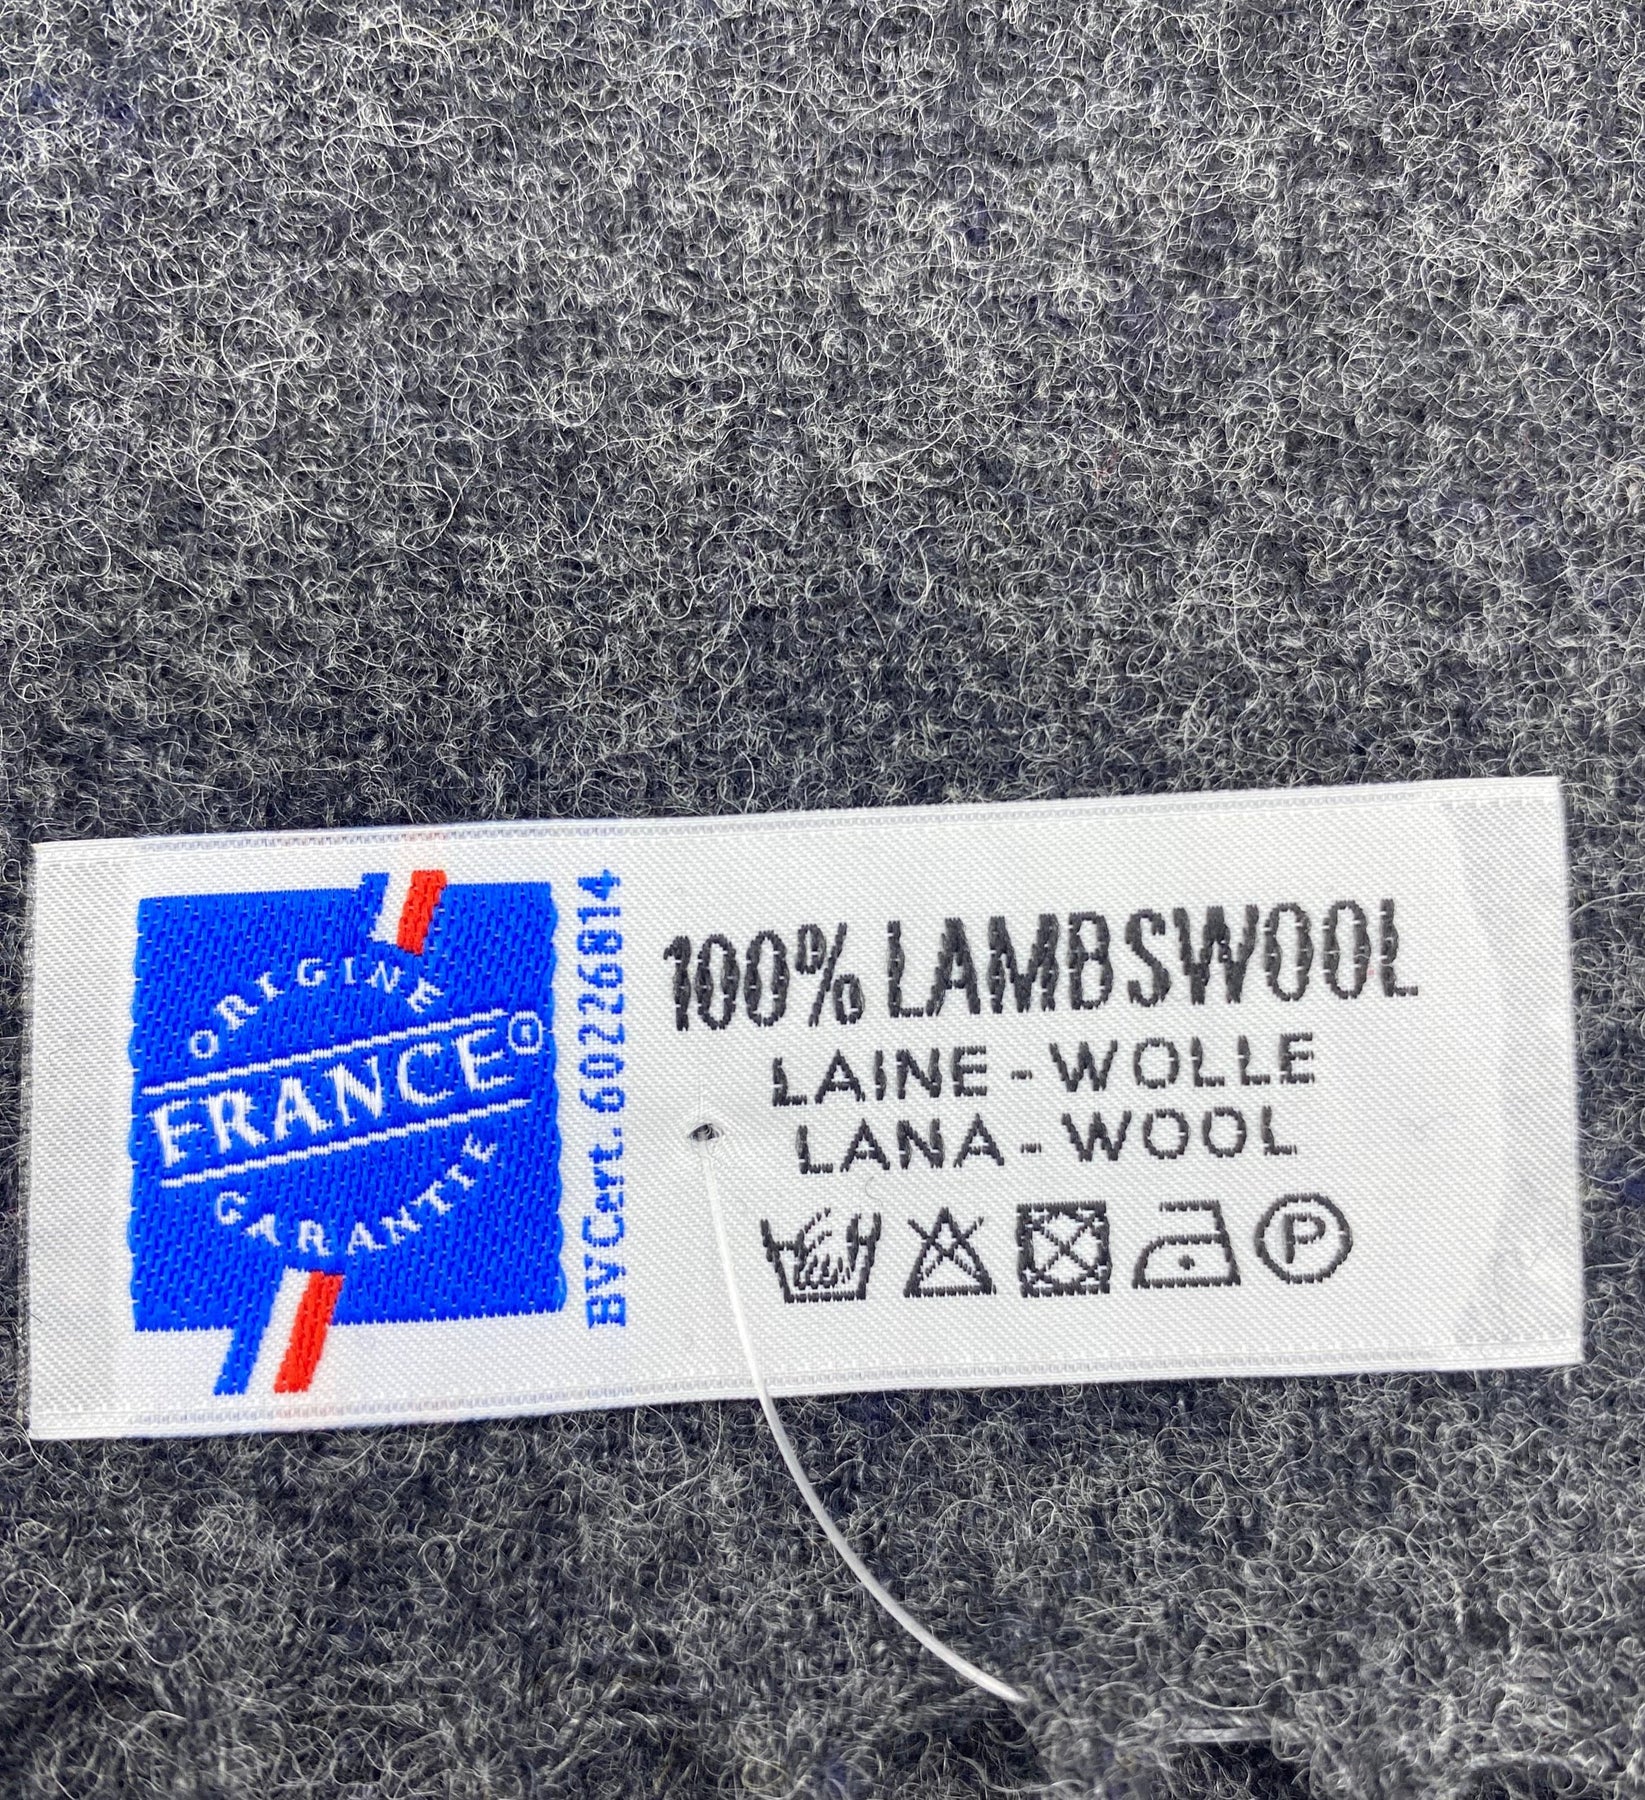 ORIGINE
FRANCE®
GARANTIE
BVCert. 60226814
100% LAMBSWOOL
LAINE - WOLLE
LANA - WOOL
P